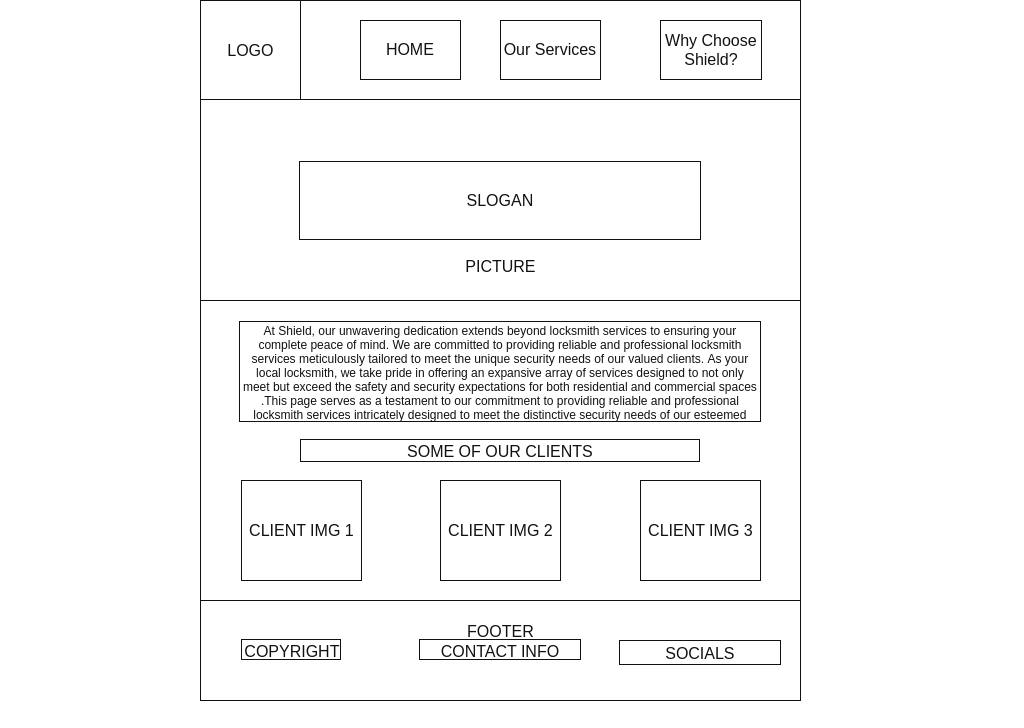 LOGO
HOME
Our Services
Why Choose
Shield?
SLOGAN
PICTURE
At Shield, our unwavering dedication extends beyond locksmith services to ensuring your
complete peace of mind. We are committed to providing reliable and professional locksmith
services meticulously tailored to meet the unique security needs of our valued clients. As your
local locksmith, we take pride in offering an expansive array of services designed to not only
meet but exceed the safety and security expectations for both residential and commercial spaces
.This page serves as a testament to our commitment to providing reliable and professional
locksmith services intricately designed to meet the distinctive security needs of our esteemed
SOME OF OUR CLIENTS
CLIENT IMG 1
CLIENT IMG 2
CLIENT IMG 3
FOOTER
COPYRIGHT
CONTACT INFO
SOCIALS